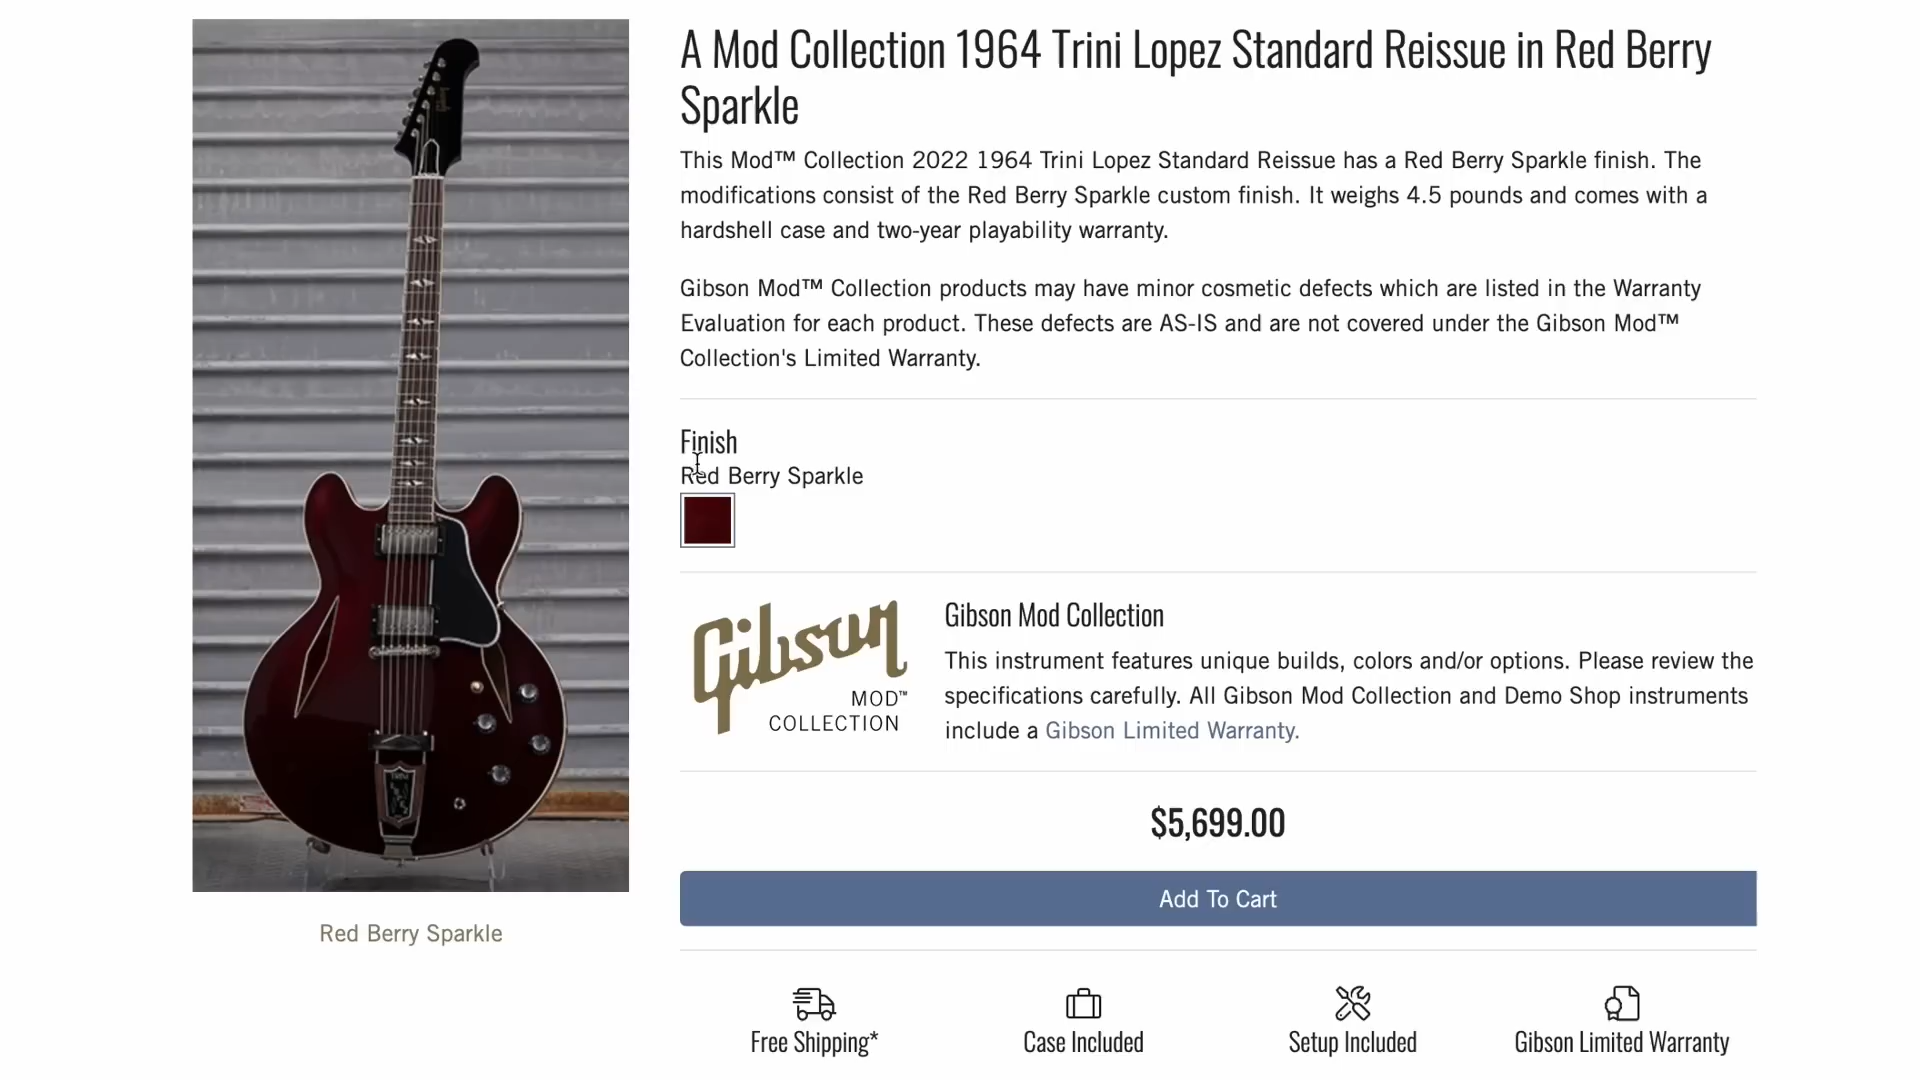 A Mod Collection 1964 Trini Lopez Standard Reissue in Red Berry
Sparkle
This Mod™ Collection 2022 1964 Trini Lopez Standard Reissue has a Red Berry Sparkle finish. The
modifications consist of the Red Berry Sparkle custom finish. It weighs 4.5 pounds and comes with a
hardshell case and two-year playability warranty.
Gibson Mod™ Collection products may have minor cosmetic defects which are listed in the Warranty
Evaluation for each product. These defects are AS-IS and are not covered under the Gibson Mod™
Collection's Limited Warranty.
Finish
Red Berry Sparkle
Gibson
MOD™
COLLECTION
Gibson Mod Collection
This instrument features unique builds, colors and/or options. Please review the
specifications carefully. All Gibson Mod Collection and Demo Shop instruments
include a Gibson Limited Warranty.
$5,699.00
Add To Cart
Red Berry Sparkle
Free Shipping*
Case Included
Setup Included
Gibson Limited Warranty